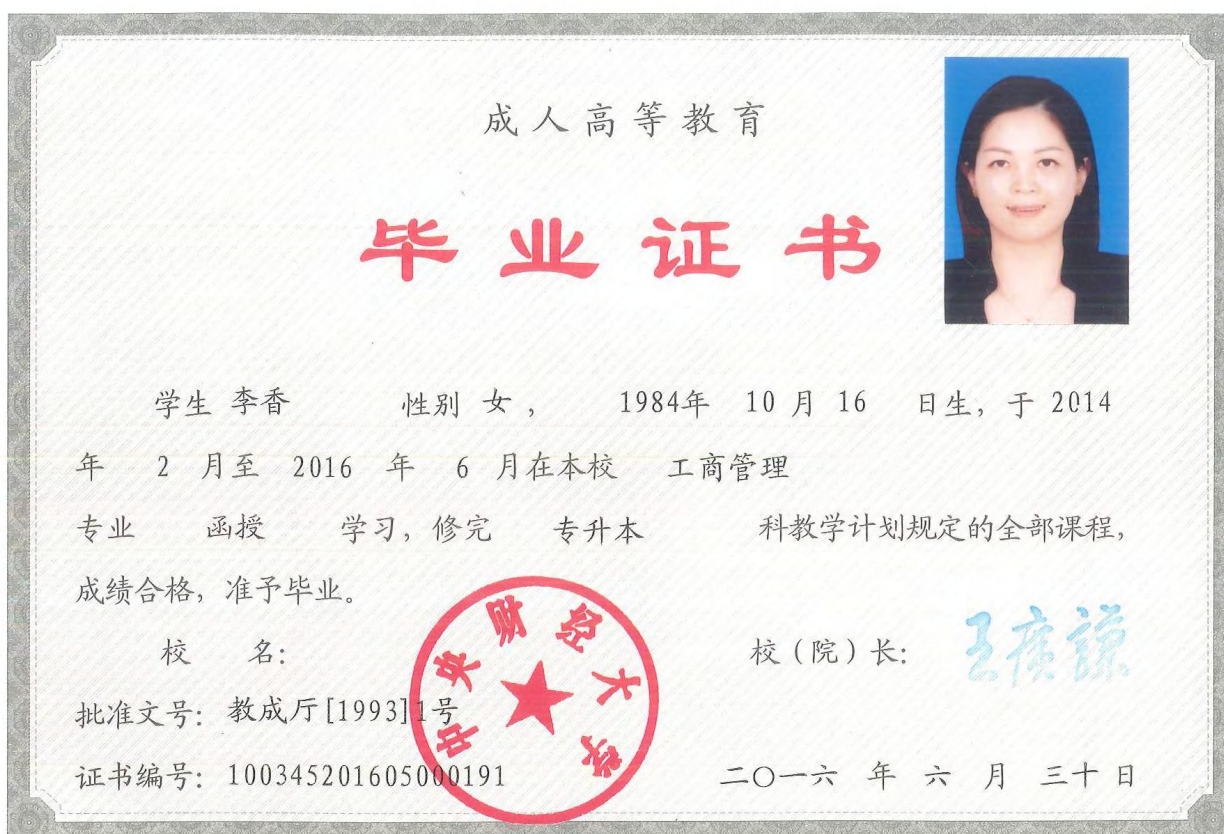 成人高等教育
毕业证书
学生 李香 性别 女 , 1984年 10 月 16 日生, 于 2014
年 2 月至 2016 年 6 月在本校 工商管理
专业 函授 学习, 修完 专升本 科教学计划规定的全部课程,
成绩合格, 准予毕业。
校 名:
中央财经大学
校（院）长: 王广谦
批准文号: 教成厅[1993]1号
证书编号: 100345201605000191
二〇一六 年 六 月 三十 日